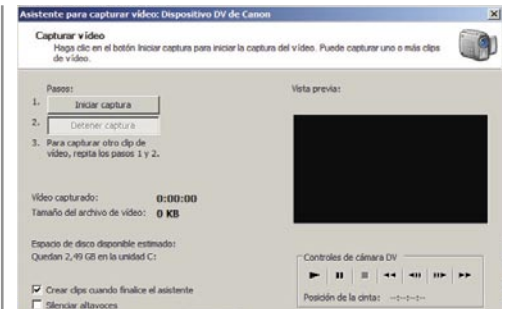 Asistente para capturar vídeo: Dispositivo DV de Canon
Capturar vídeo
Haga clic en el botón Iniciar captura para iniciar la captura del vídeo. Puede capturar uno o más clips
de vídeo.
Pasos:
1. Iniciar captura
2. Detener captura
3. Para capturar otro clip de
vídeo, repita los pasos 1 y 2.
Vídeo capturado: 0:00:00
Tamaño del archivo de vídeo: 0 KB
Espacio de disco disponible estimado:
Quedan 2,49 GB en la unidad C:
Crear clips cuando finalice el asistente
Silenciar altavoces
Vista previa:
Controles de cámara DV
Posición de la cinta: --:--:--